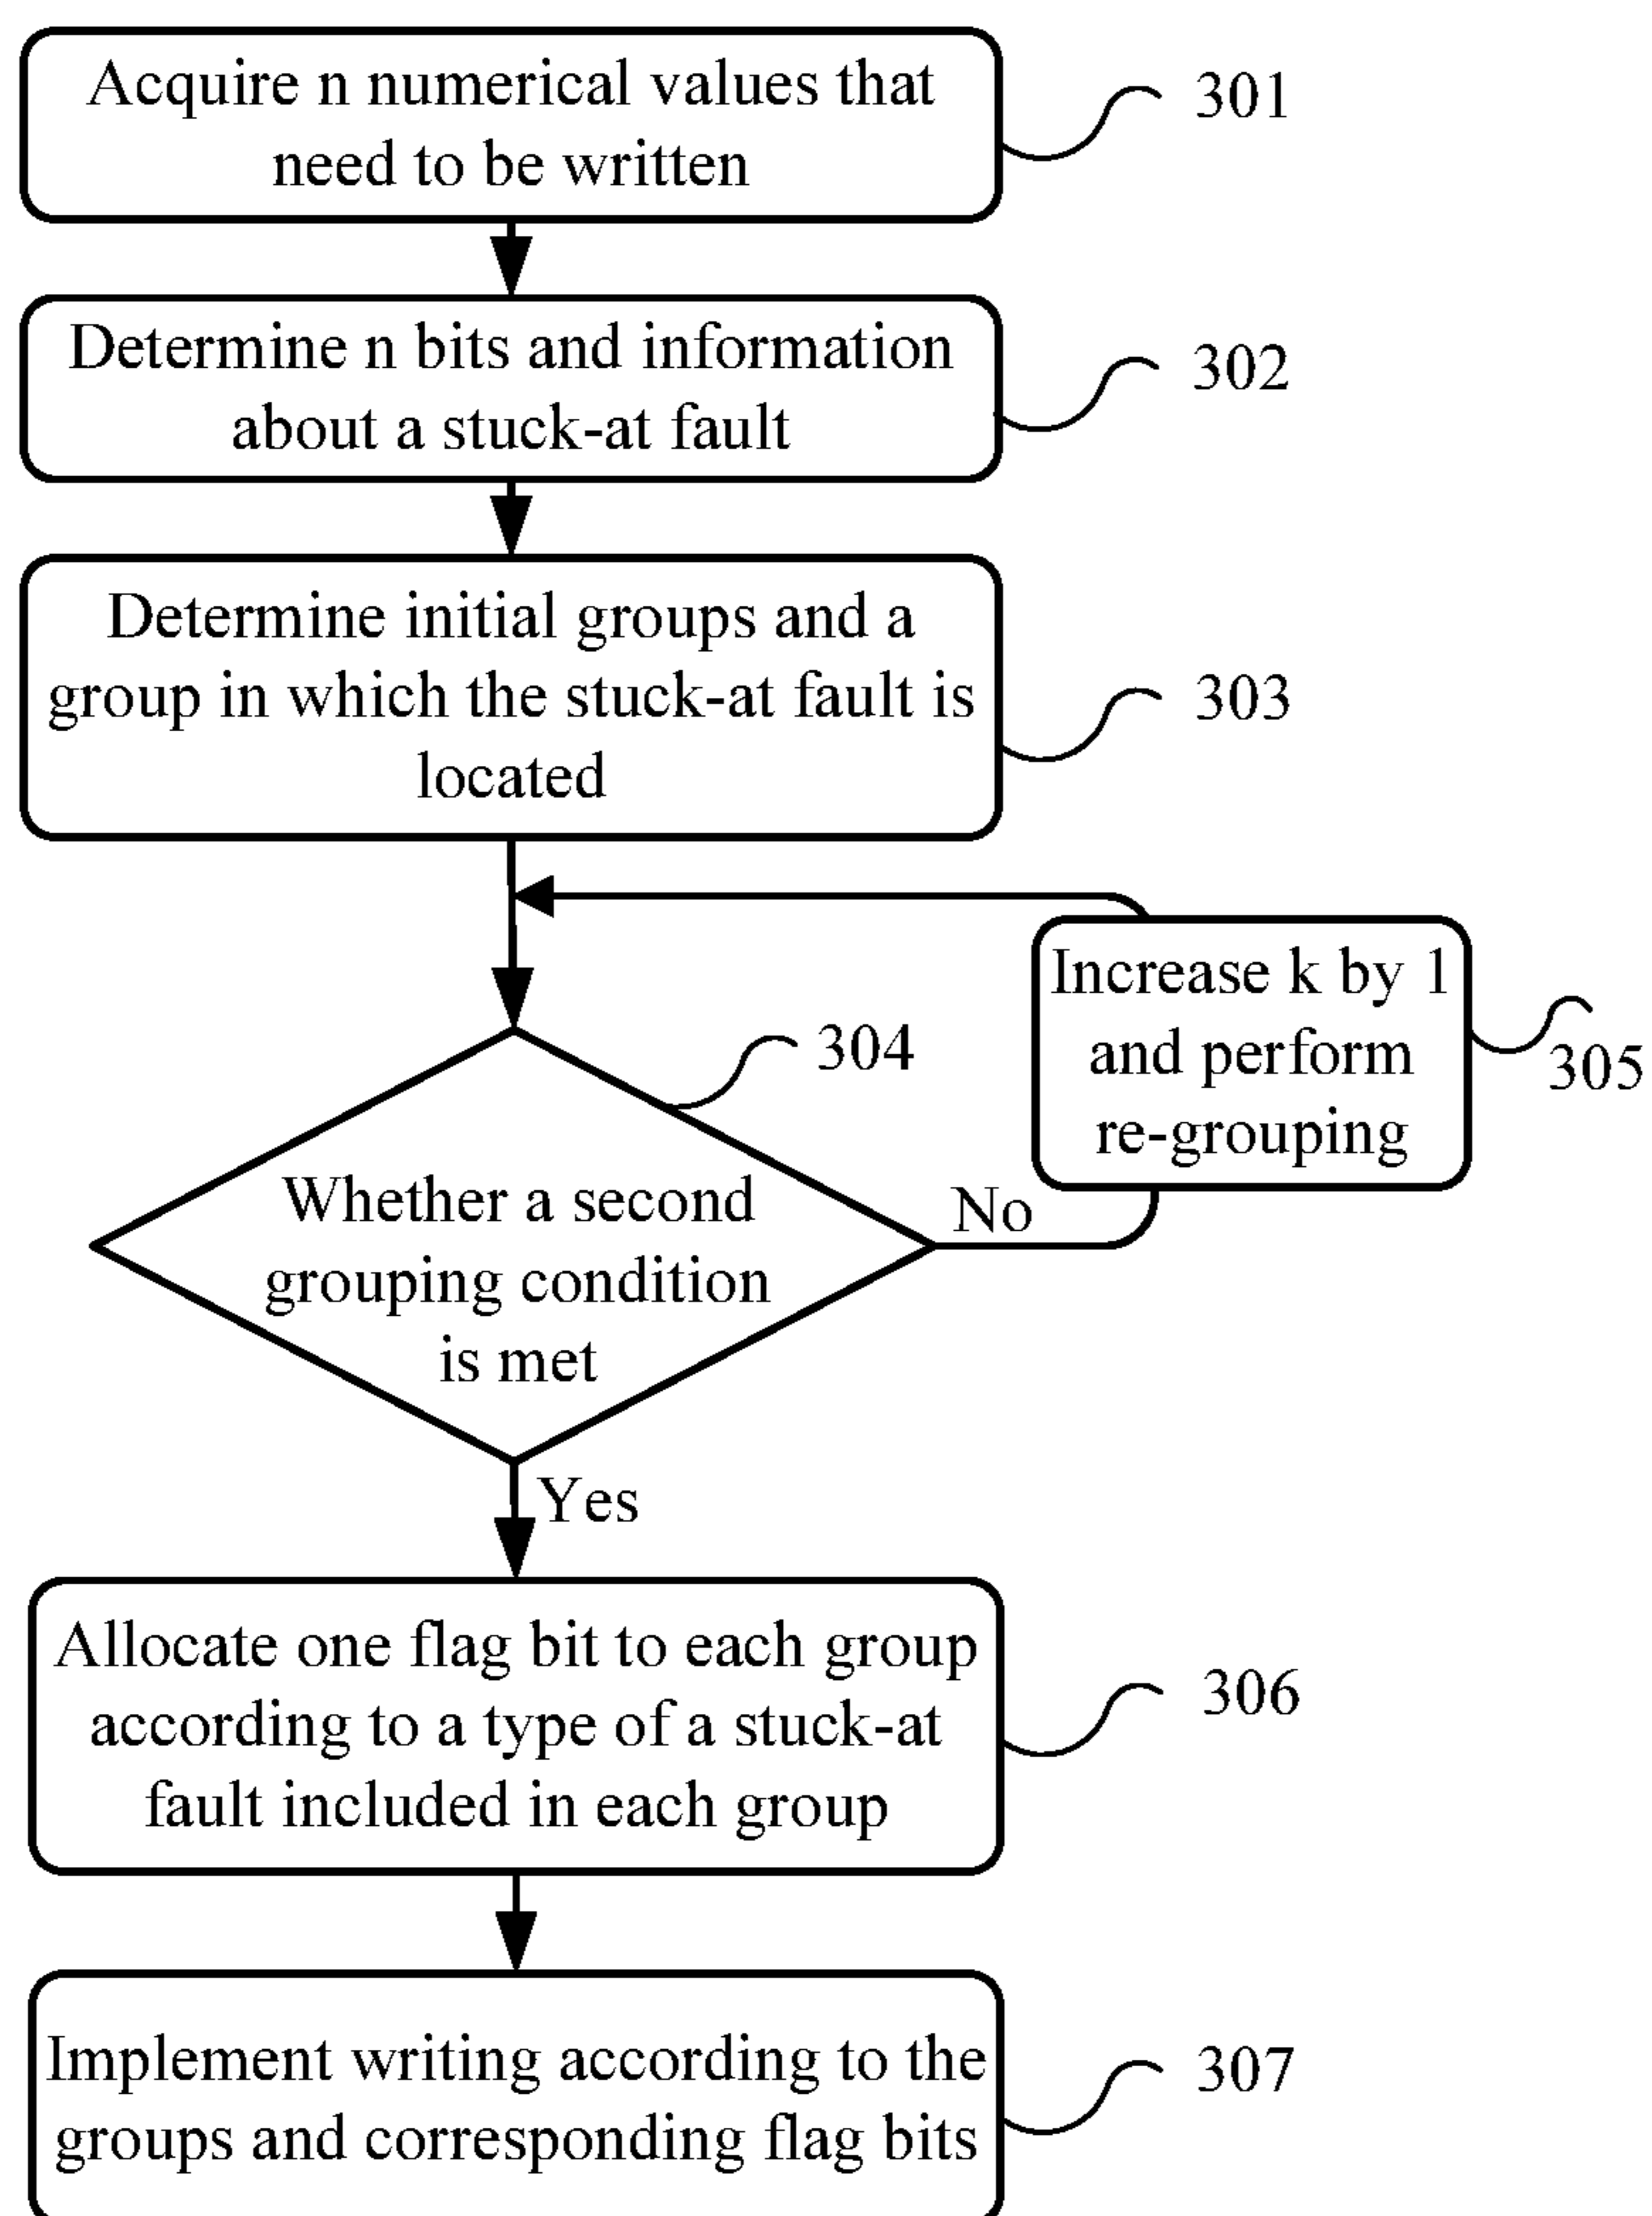 Acquire n numerical values that
need to be written
301
Determine n bits and information
about a stuck-at fault
302
Determine initial groups and a
group in which the stuck-at fault is
located
303
Increase k by 1
and perform
re-grouping
305
304
Whether a second
grouping condition
is met
No
Yes
Allocate one flag bit to each group
according to a type of a stuck-at
fault included in each group
306
Implement writing according to the
groups and corresponding flag bits
307